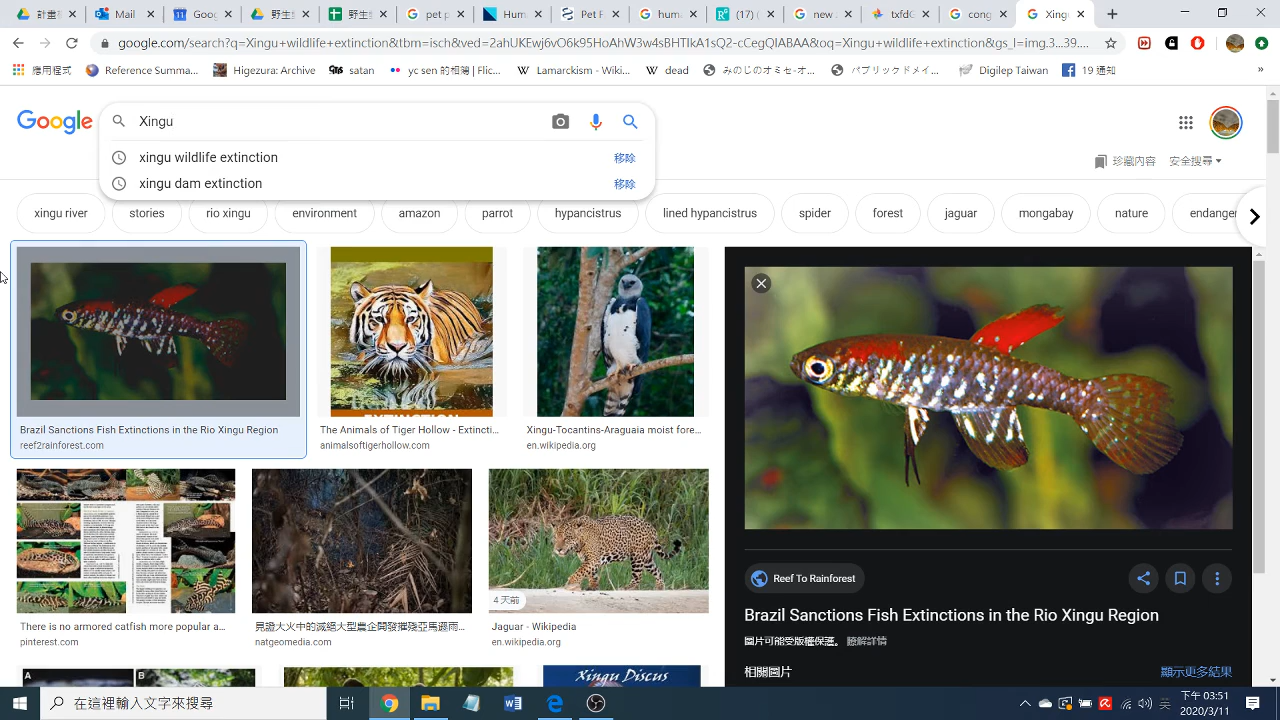 xing
Google
Imag
ting
Scien
Goog
(17) >
Goog
Intro
cong
Xingu
google.com/search?q=Xingu+wildlife+extinction&tbm=isch&ved=2ahUKEwj6vO6k95HoAhW3w4sBHTIkA1sQ2-cCegQIABAA&oq=Xingu+wildlife+extinction&gs_l=img.3...39....
應用程式
Reference Summa...
Higezura: Archive
satan
yc sen 的相簿 | Flic...
Lamarckism - Wiki...
dead
みのじのオミセ-オ...
パブリックドメイ...
Digilep Taiwan
19 通知
»
Google
Xingu
xingu wildlife extinction 移除
xingu dam extinction 移除
珍藏內容 安全搜尋
xingu river stories rio xingu environment amazon parrot hypancistrus lined hypancistrus spider forest jaguar mongabay nature endanger
EXTINCTION
Brazil Sanctions Fish Extinctions in the Rio Xingu Region
reef2rainforest.com
The Animals of Tiger Hollow - Extincti...
animalsoftigerhollow.com
Xingu-Tocantins-Araguaia moist fore...
en.wikipedia.org
4 天前
There is no armored catfish more popular a...
pinterest.com
見證大火中的滅絕大型農企開發摧殘亞馬遜雨...
natgeomedia.com
Jaguar - Wikipedia
en.wikipedia.org
A
B
Xingu Discus
Reef To Rainforest
Brazil Sanctions Fish Extinctions in the Rio Xingu Region
圖片可能受版權保護。 瞭解詳情
相關圖片 顯示更多結果
在這裡輸入文字來搜尋
下午 03:51
2020/3/11